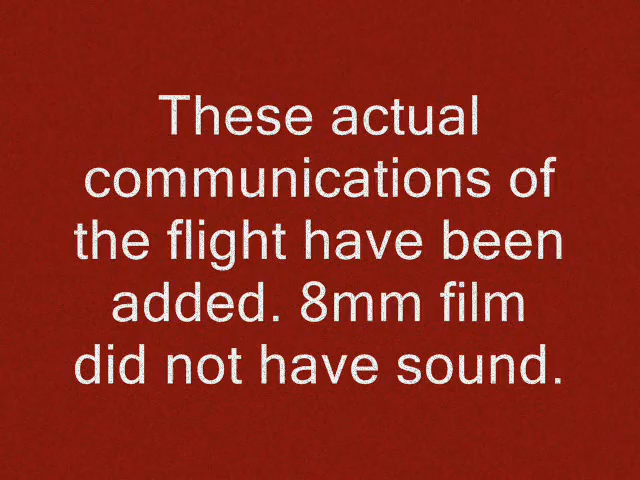 These actual
communications of
the flight have been
added. 8mm film
did not have sound.